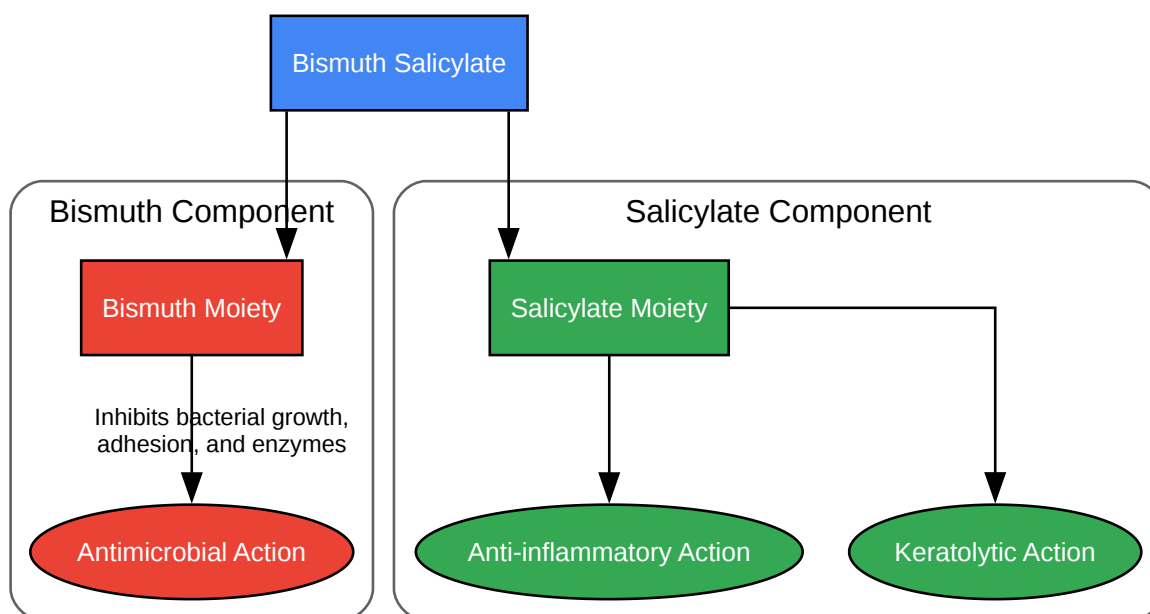 Bismuth Salicylate
Bismuth Component
Salicylate Component
Bismuth Moiety
Salicylate Moiety
Inhibits bacterial growth,
adhesion, and enzymes
Antimicrobial Action
Anti-inflammatory Action
Keratolytic Action